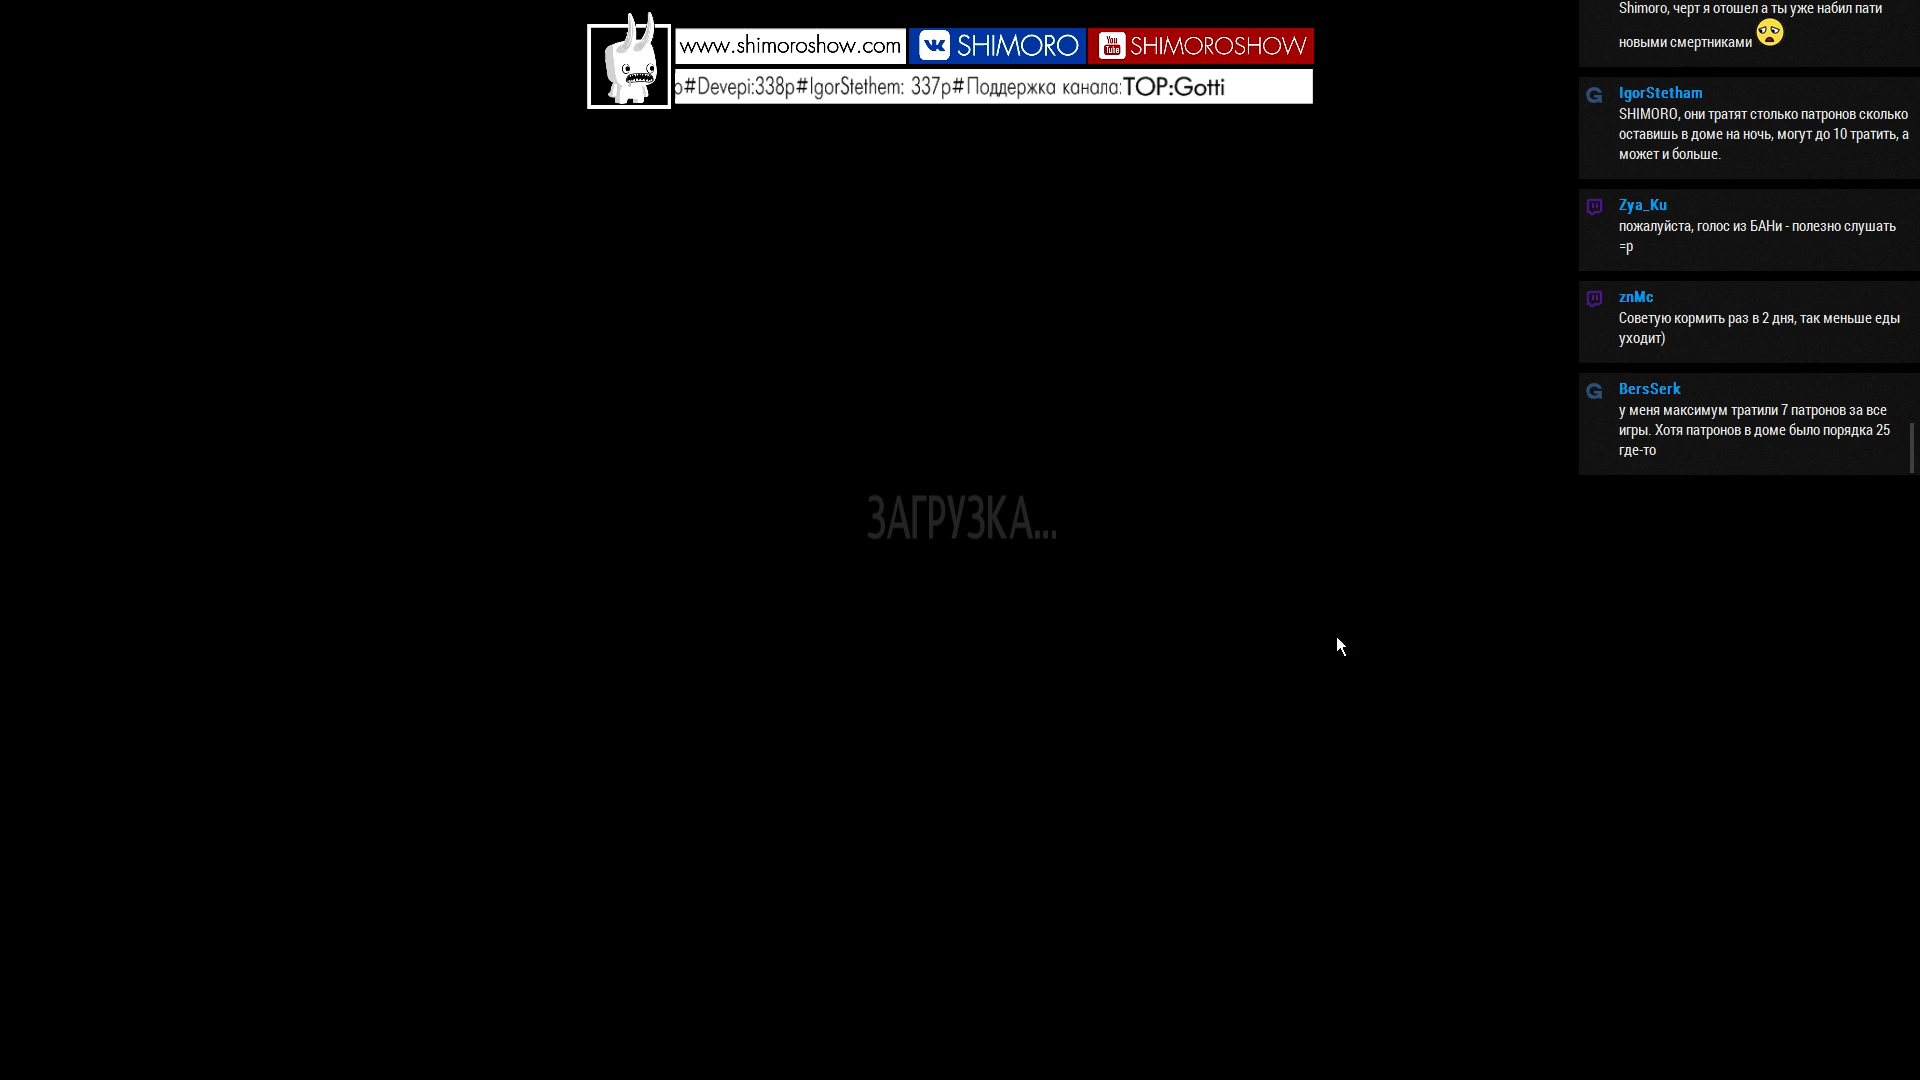 www.shimoroshow.com
SHIMORO
You Tube SHIMOROSHOW
р#Devepi:338р#IgorStethem: 337р#Поддержка канала:TOP:Gotti
Shimoro, черт я отошел а ты уже набил пати
новыми смертниками
IgorStetham
SHIMORO, они тратят столько патронов сколько
оставишь в доме на ночь, могут до 10 тратить, а
может и больше.
Zya_Ku
пожалуйста, голос из БАНи - полезно слушать
=p
znMc
Советую кормить раз в 2 дня, так меньше еды
уходит)
BersSerk
у меня максимум тратили 7 патронов за все
игры. Хотя патронов в доме было порядка 25
где-то
ЗАГРУЗКА...